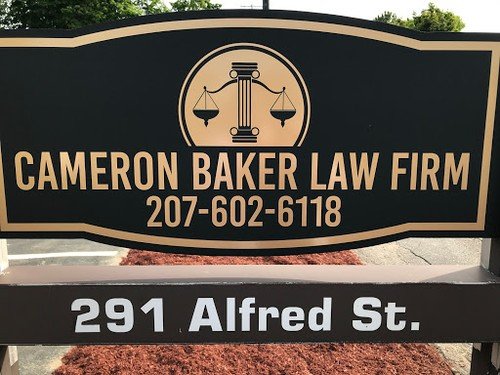 CAMERON BAKER LAW FIRM
207-602-6118
291 Alfred St.